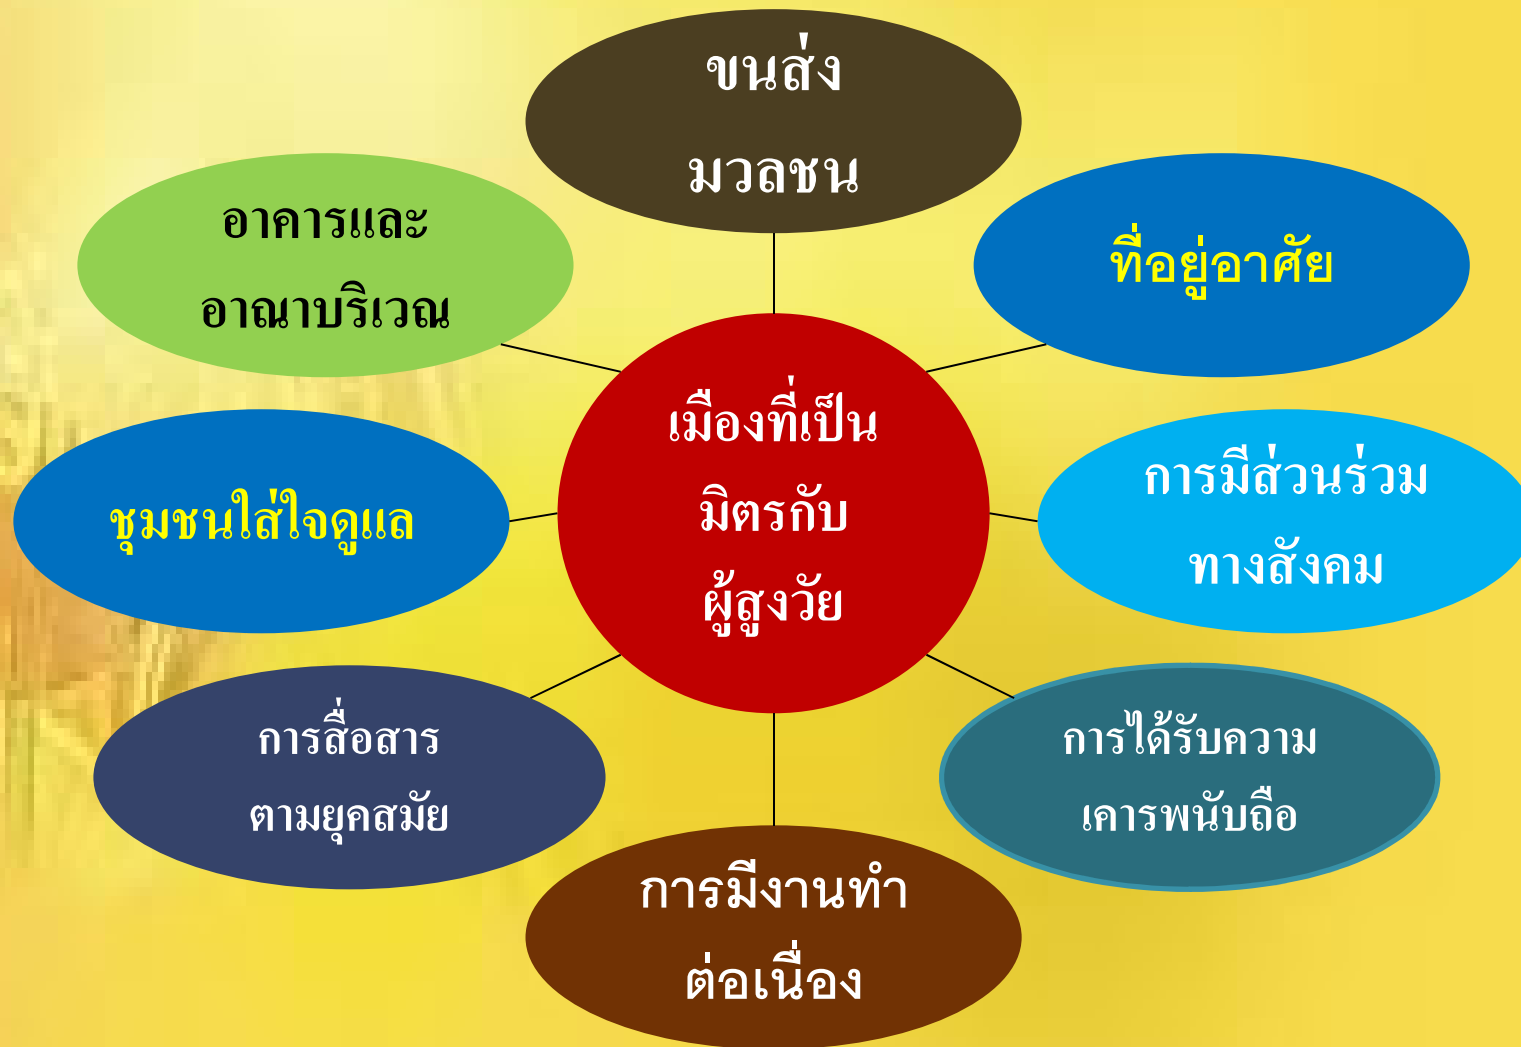 ขนส่ง
มวลชน
อาคารและ
อาณาบริเวณ
ที่อยู่อาศัย
เมืองที่เป็น
มิตรกับ
ผู้สูงวัย
ชุมชนใส่ใจดูแล
การมีส่วนร่วม
ทางสังคม
การสื่อสาร
ตามยุคสมัย
การได้รับความ
เคารพนับถือ
การมีงานทำ
ต่อเนื่อง